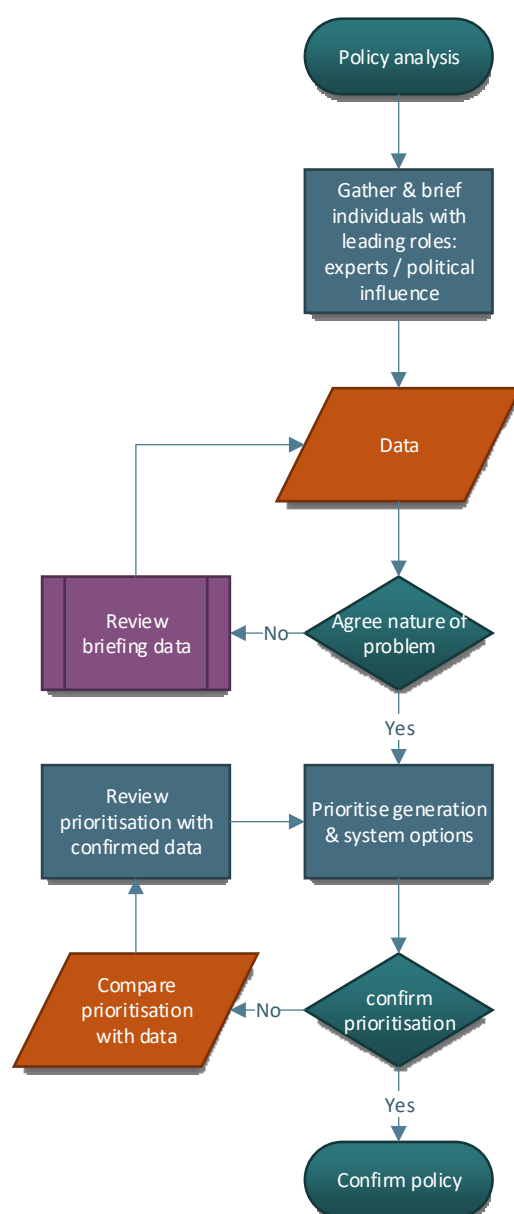 Policy analysis
Gather & brief
individuals with
leading roles:
experts / political
influence
Data
Review
briefing data
No
Agree nature of
problem
Yes
Review
prioritisation with
confirmed data
Prioritise generation
& system options
Compare
prioritisation
with data
No
confirm
prioritisation
Yes
Confirm policy